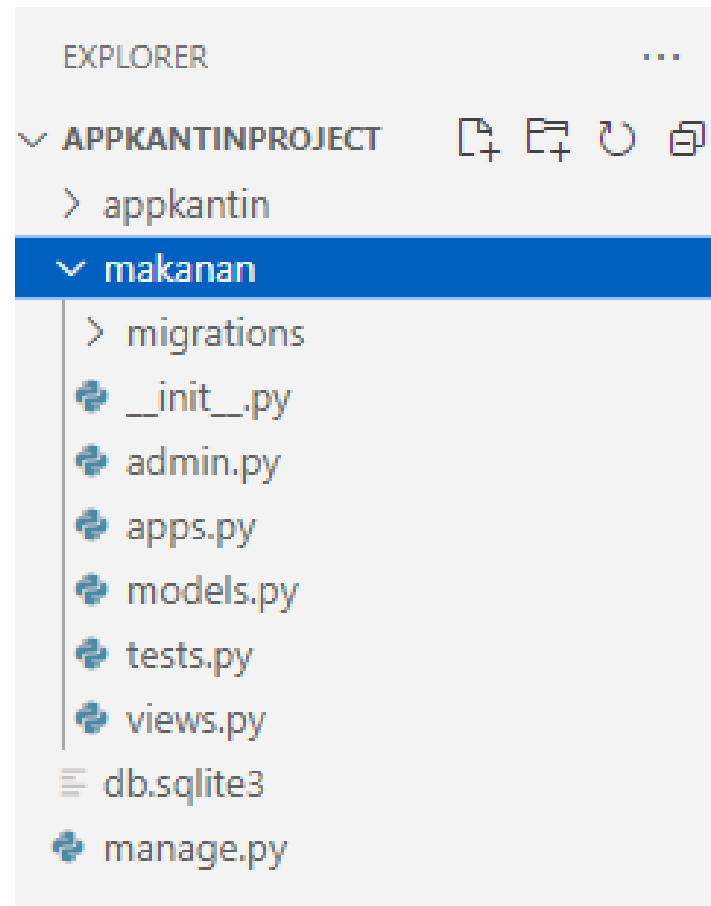 EXPLORER
APPKANTINPROJECT
appkantin
makanan
migrations
__init__.py
admin.py
apps.py
models.py
tests.py
views.py
db.sqlite3
manage.py